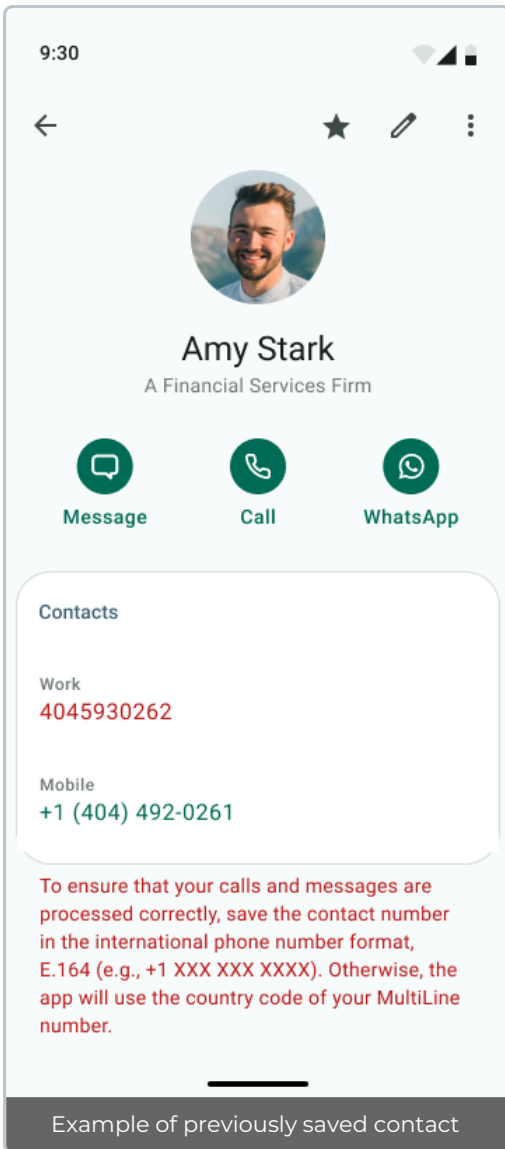 9:30
Amy Stark
A Financial Services Firm
Message
Call
WhatsApp
Contacts
Work
4045930262
Mobile
+1 (404) 492-0261
To ensure that your calls and messages are
processed correctly, save the contact number
in the international phone number format,
E.164 (e.g., +1 XXX XXX XXXX). Otherwise, the
app will use the country code of your MultiLine
number.
Example of previously saved contact